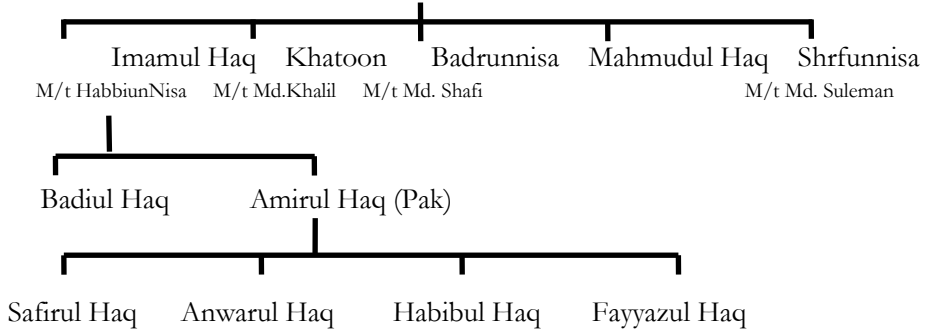 Imamul Haq Khatoon Badrunnisa Mahmudul Haq Shrfunnisa
M/t HabbiunNisa M/t Md.Khalil M/t Md. Shafi M/t Md. Suleman
Badiul Haq Amirul Haq (Pak)
Safirul Haq Anwarul Haq Habibul Haq Fayyazul Haq